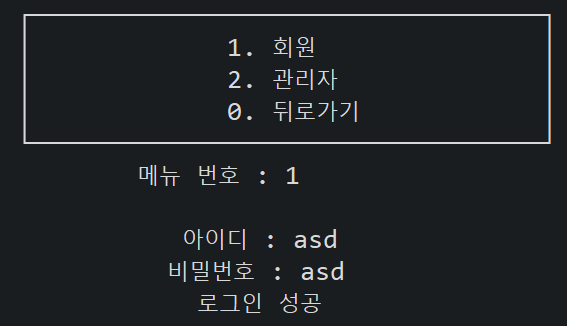 1. 회원
2. 관리자
0. 뒤로가기
메뉴 번호 : 1
아이디 : asd
비밀번호 : asd
로그인 성공